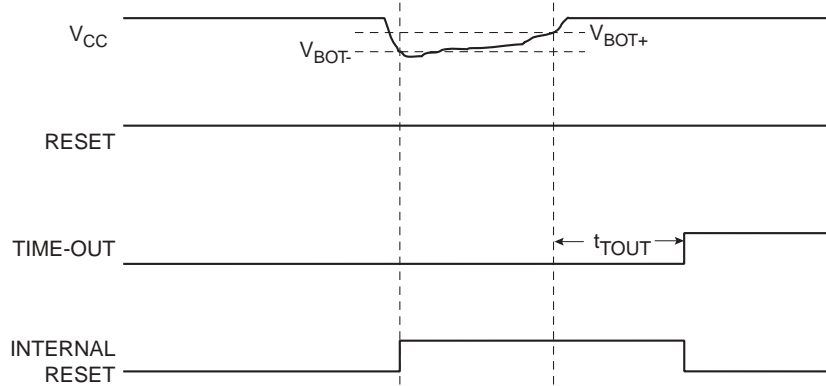 VCC
VBOT-
VBOT+
RESET
TIME-OUT
tTOUT
INTERNAL
RESET